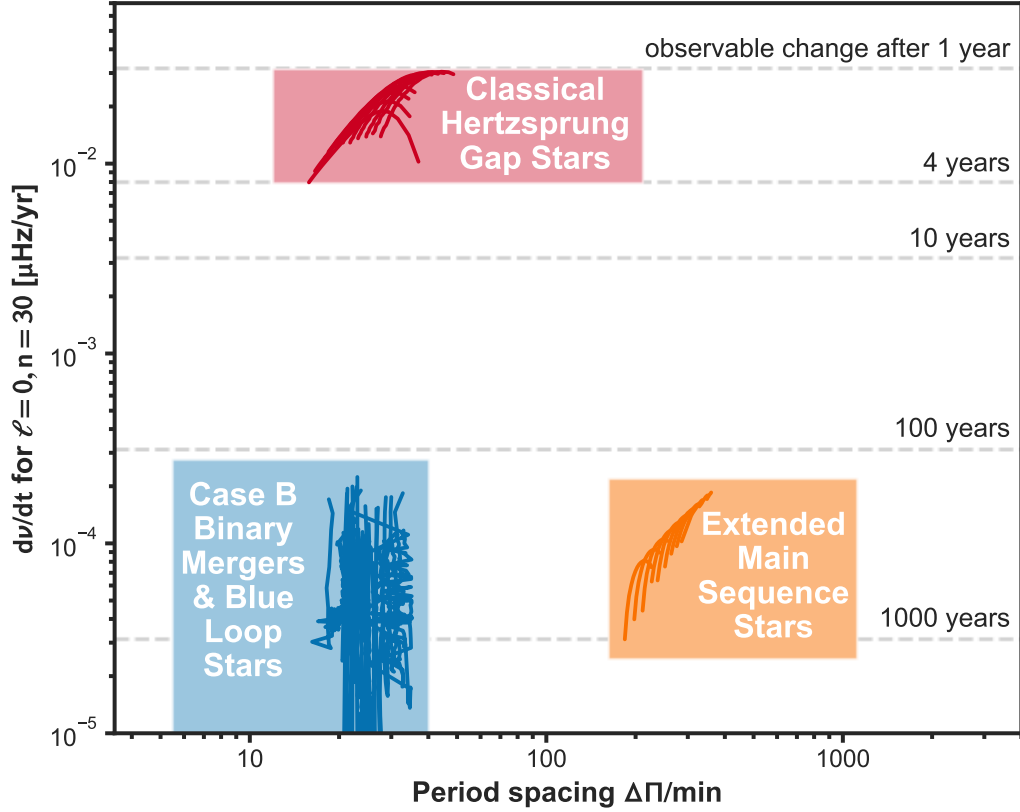 observable change after 1 year
Classical
Hertzsprung
Gap Stars
4 years
10 years
100 years
Case B
Binary
Mergers
& Blue
Loop
Stars
Extended
Main
Sequence
Stars
1000 years
10⁻²
10⁻³
10⁻⁴
10⁻⁵
dν/dt for ℓ = 0, n = 30 [μHz/yr]
10
100
1000
Period spacing ΔΠ/min